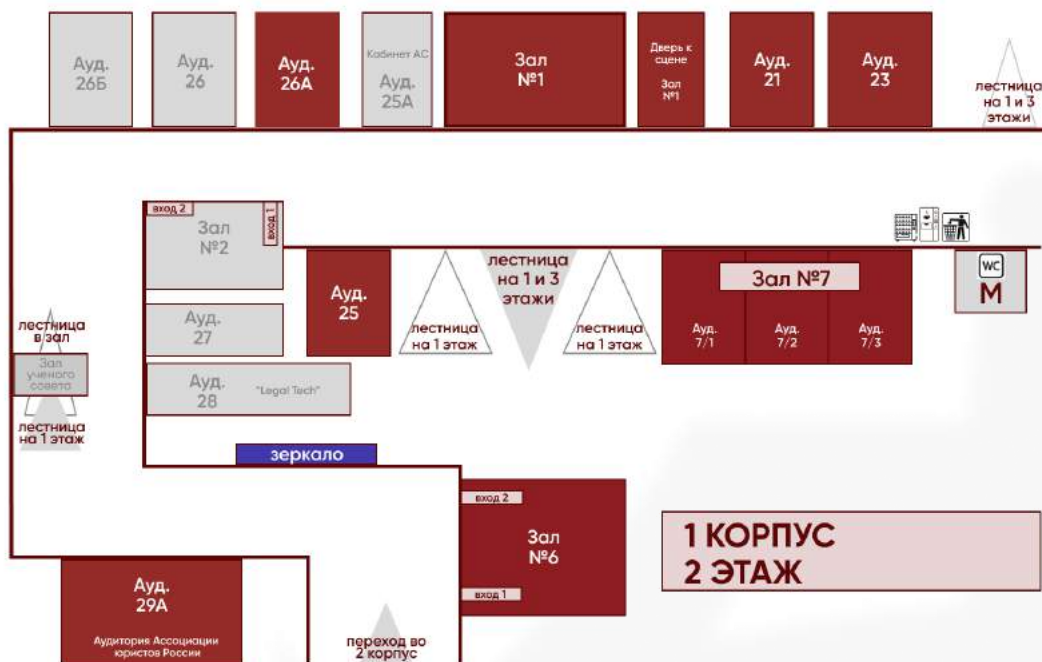 Ауд.
26Б
Ауд.
26
Ауд.
26А
Кабинет АС
Ауд.
25А
Зал
№1
Дверь к
сцене
Зал
№1
Ауд.
21
Ауд.
23
лестница
на 1 и 3
этажи
вход 2
вход 1
Зал
№2
Ауд.
25
лестница
на 1 этаж
лестница
на 1 и 3
этажи
лестница
на 1 этаж
Зал №7
Ауд.
7/1
Ауд.
7/2
Ауд.
7/3
WC
М
Ауд.
27
лестница
в зал
Зал
ученого
совета
лестница
на 1 этаж
Ауд.
28
"Legal Tech"
зеркало
вход 2
Зал
№6
вход 1
1 КОРПУС
2 ЭТАЖ
Ауд.
29А
Аудитория Ассоциации
юристов России
переход во
2 корпус